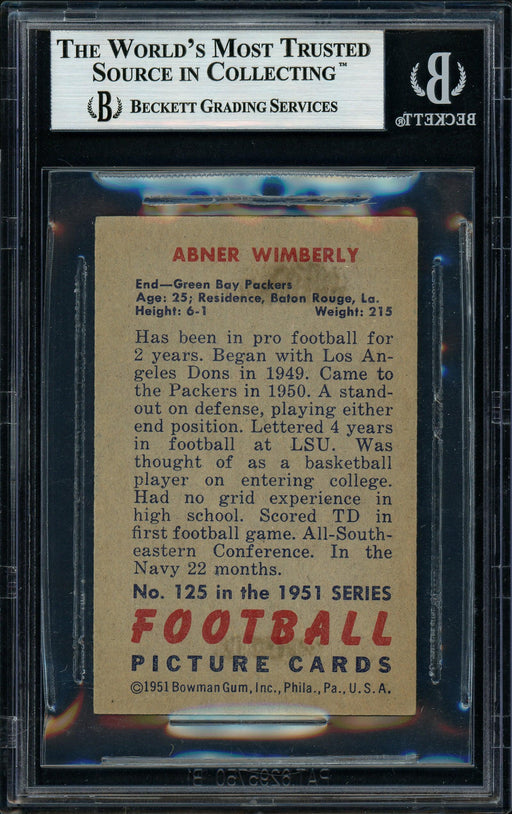 THE WORLD'S MOST TRUSTED
SOURCE IN COLLECTING™
B BECKETT GRADING SERVICES
B
BECKETT®
ABNER WIMBERLY
End—Green Bay Packers
Age: 25; Residence, Baton Rouge, La.
Height: 6-1 Weight: 215
Has been in pro football for
2 years. Began with Los An-
geles Dons in 1949. Came to
the Packers in 1950. A stand-
out on defense, playing either
end position. Lettered 4 years
in football at LSU. Was
thought of as a basketball
player on entering college.
Had no grid experience in
high school. Scored TD in
first football game. All-South-
eastern Conference. In the
Navy 22 months.
No. 125 in the 1951 SERIES
FOOTBALL
PICTURE CARDS
©1951 Bowman Gum, Inc., Phila., Pa., U.S.A.